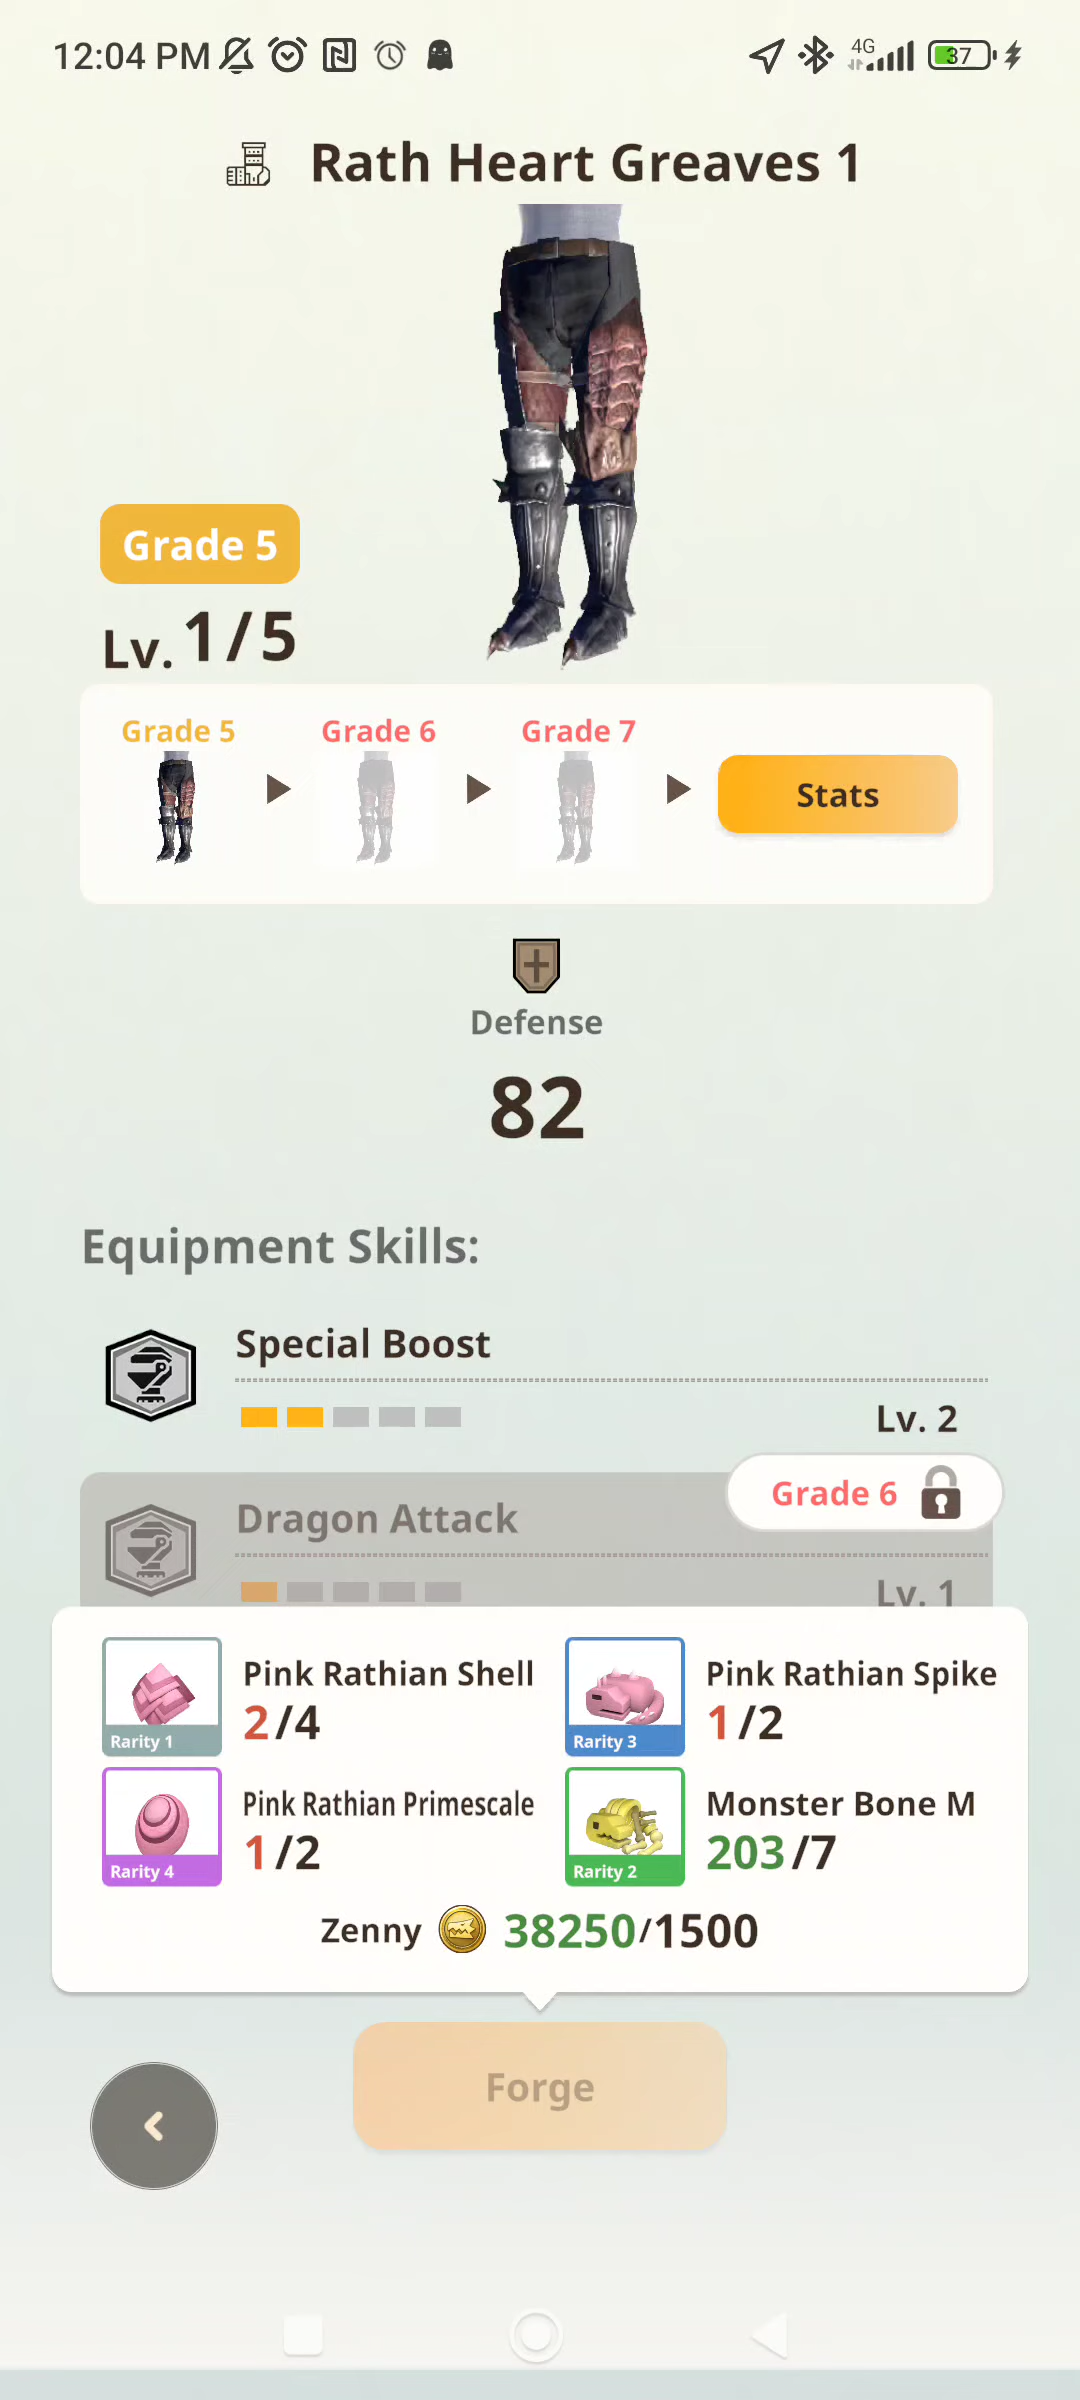 12:04 PM
4G
37
Rath Heart Greaves 1
Grade 5
Lv. 1/5
Grade 5
Grade 6
Grade 7
Stats
Defense
82
Equipment Skills:
Special Boost
Lv. 2
Grade 6
Dragon Attack
Lv. 1
Pink Rathian Shell
2/4
Rarity 1
Pink Rathian Spike
1/2
Rarity 3
Pink Rathian Primescale
1/2
Rarity 4
Monster Bone M
203/7
Rarity 2
Zenny 38250/1500
Forge